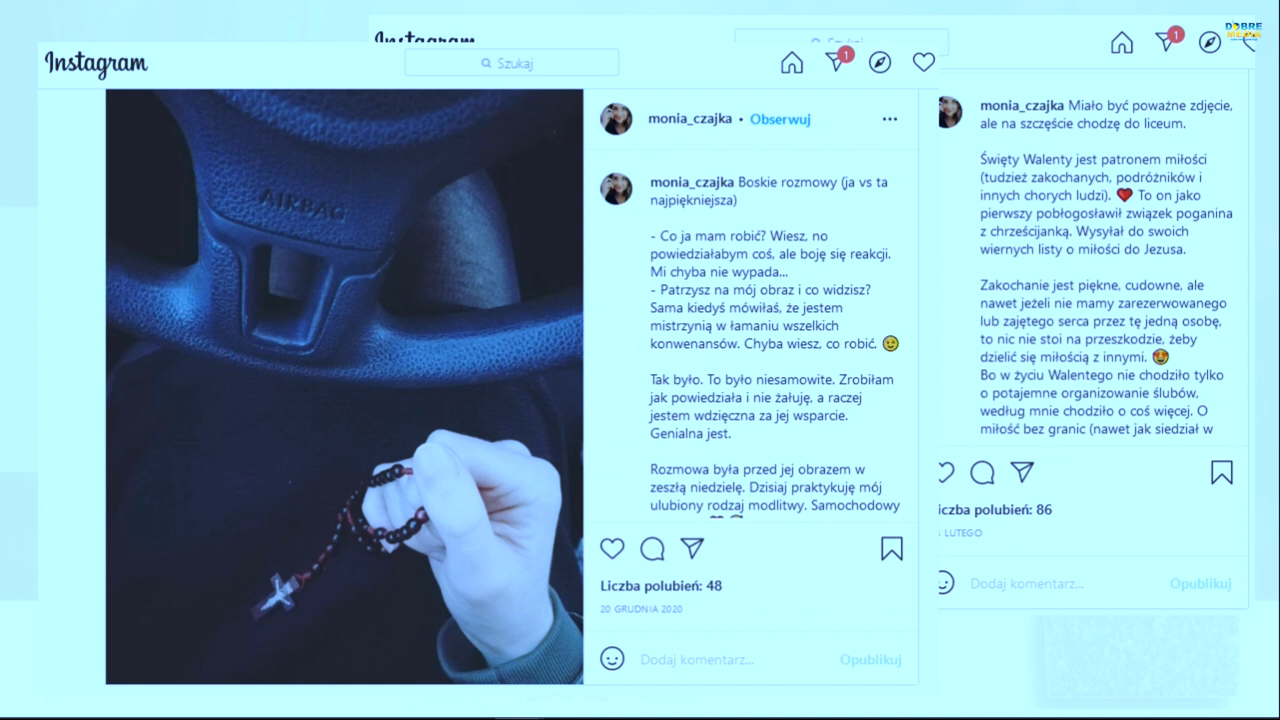 DOBRE
MEDIA
Instagram
Szukaj
1
Instagram
Szukaj
1
AIRBAG
monia_czajka • Obserwuj
monia_czajka Boskie rozmowy (ja vs ta
najpiękniejsza)
- Co ja mam robić? Wiesz, no
powiedziałabym coś, ale boję się reakcji.
Mi chyba nie wypada...
- Patrzysz na mój obraz i co widzisz?
Sama kiedyś mówiłaś, że jestem
mistrzynią w łamaniu wszelkich
konwenansów. Chyba wiesz, co robić. 😉
Tak było. To było niesamowite. Zrobiłam
jak powiedziała i nie żałuję, a raczej
jestem wdzięczna za jej wsparcie.
Genialna jest.
Rozmowa była przed jej obrazem w
zeszłą niedzielę. Dzisiaj praktykuję mój
ulubiony rodzaj modlitwy. Samochodowy
Liczba polubień: 48
20 GRUDNIA 2020
Dodaj komentarz... Opublikuj
monia_czajka Miało być poważne zdjęcie,
ale na szczęście chodzę do liceum.
Święty Walenty jest patronem miłości
(tudzież zakochanych, podróżników i
innych chorych ludzi). ❤️ To on jako
pierwszy pobłogosławił związek poganina
z chrześcijanką. Wysyłał do swoich
wiernych listy o miłości do Jezusa.
Zakochanie jest piękne, cudowne, ale
nawet jeżeli nie mamy zarezerwowanego
lub zajętego serca przez tę jedną osobę,
to nic nie stoi na przeszkodzie, żeby
dzielić się miłością z innymi. 😍
Bo w życiu Walentego nie chodziło tylko
o potajemne organizowanie ślubów,
według mnie chodziło o coś więcej. O
miłość bez granic (nawet jak siedział w
iczba polubień: 86
LUTEGO
Dodaj komentarz... Opublikuj